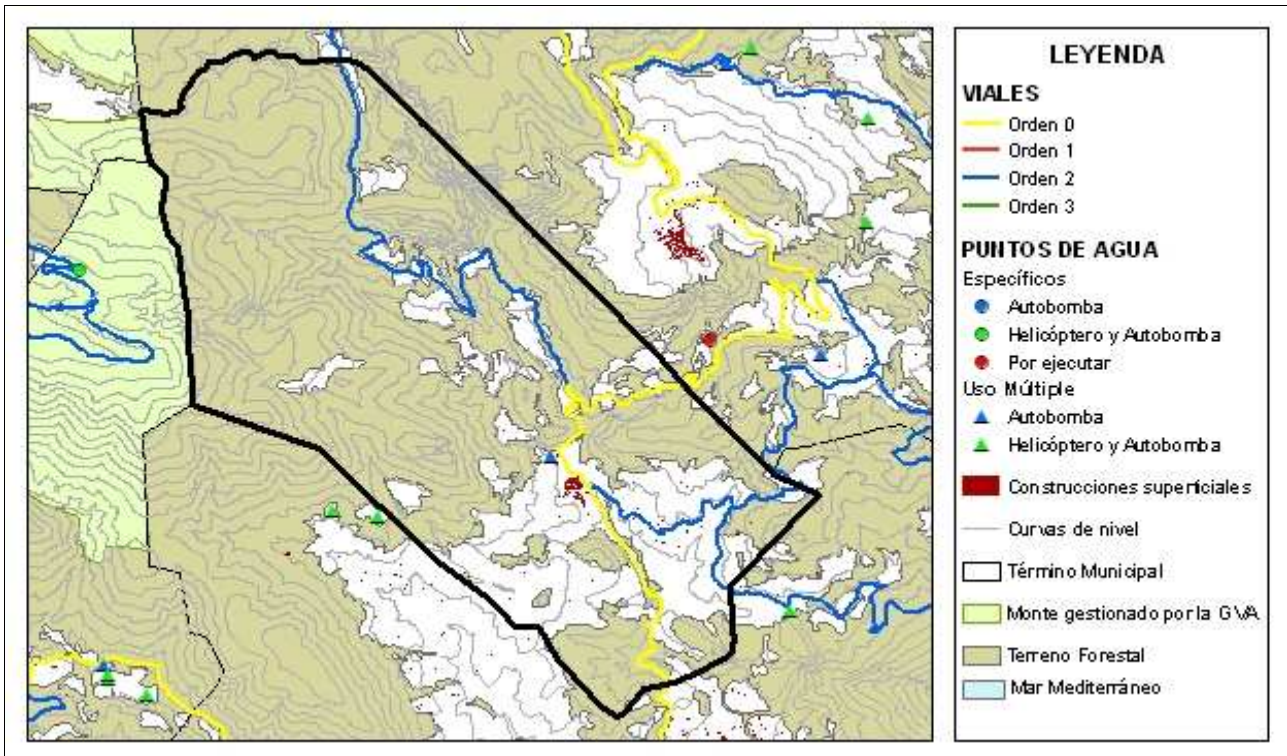 LEYENDA
VIALES
Orden 0
Orden 1
Orden 2
Orden 3
PUNTOS DE AGUA
Específicos
Autobomba
Helicóptero y Autobomba
Por ejecutar
Uso Múltiple
Autobomba
Helicóptero y Autobomba
Construcciones superficiales
Curvas de nivel
Término Municipal
Monte gestionado por la GVA
Terreno Forestal
Mar Mediterráneo